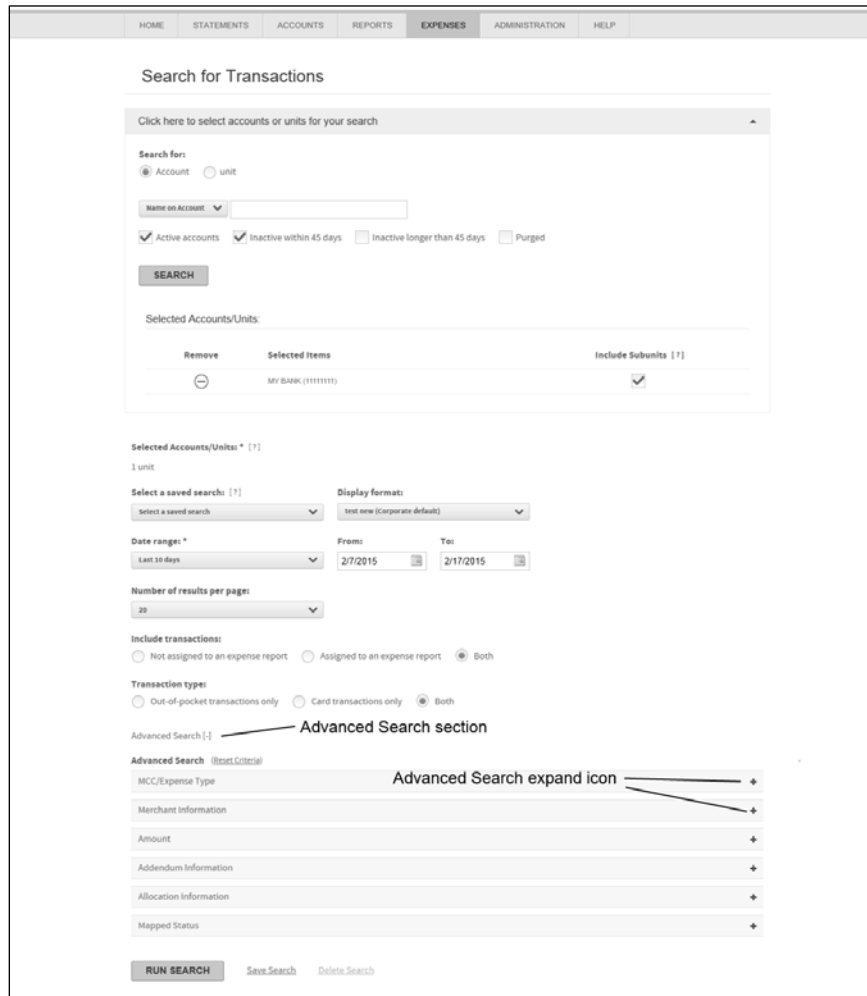 HOME STATEMENTS ACCOUNTS REPORTS EXPENSES ADMINISTRATION HELP
Search for Transactions
Click here to select accounts or units for your search
Search for:
Account unit
Name on Account
Active accounts Inactive within 45 days Inactive longer than 45 days Purged
SEARCH
Selected Accounts/Units:
Remove Selected Items Include Subunits [?]
MY BANK (11111111)
Selected Accounts/Units: * [?]
1 unit
Select a saved search: [?] Display format:
Select a saved search test new (Corporate default)
Date range: * From: To:
Last 10 days 2/7/2015 2/17/2015
Number of results per page:
20
Include transactions:
Not assigned to an expense report Assigned to an expense report Both
Transaction type:
Out-of-pocket transactions only Card transactions only Both
Advanced Search [-] Advanced Search section
Advanced Search (Reset Criteria)
MCC/Expense Type Advanced Search expand icon +
Merchant Information +
Amount +
Addendum Information +
Allocation Information +
Mapped Status +
RUN SEARCH Save Search Delete Search